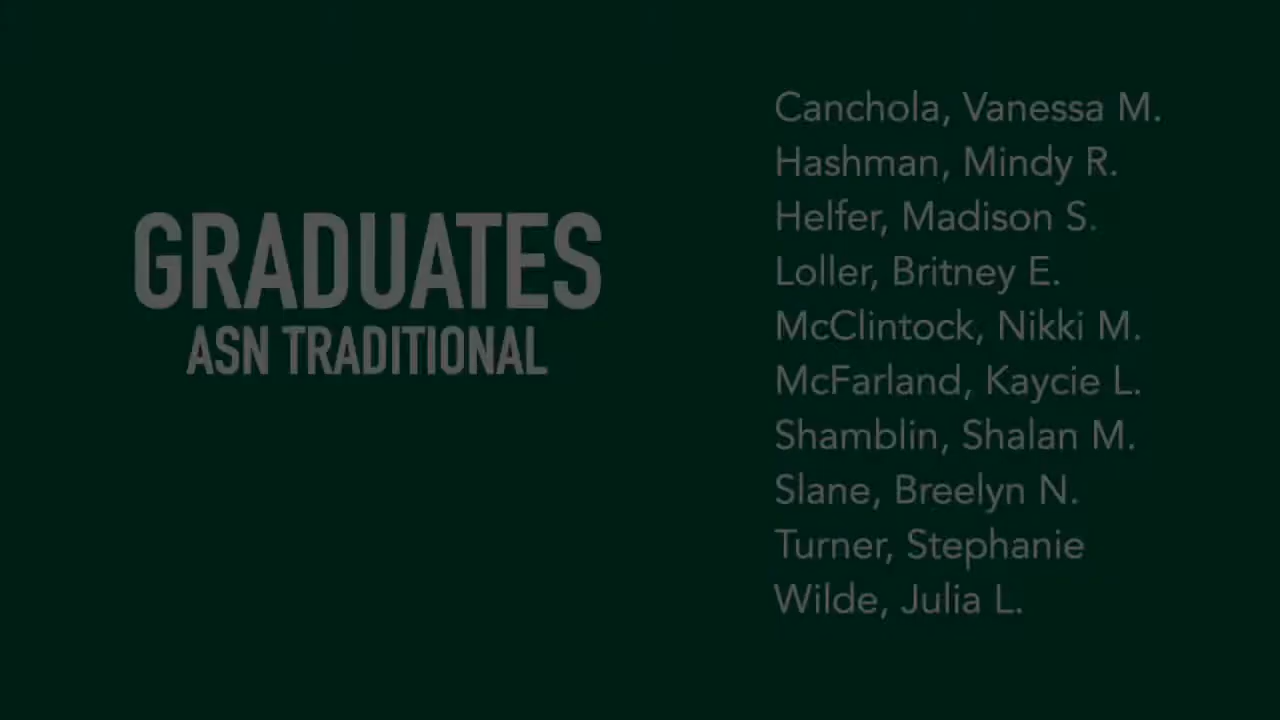 GRADUATES
ASN TRADITIONAL
Canchola, Vanessa M.
Hashman, Mindy R.
Helfer, Madison S.
Loller, Britney E.
McClintock, Nikki M.
McFarland, Kaycie L.
Shamblin, Shalan M.
Slane, Breelyn N.
Turner, Stephanie
Wilde, Julia L.